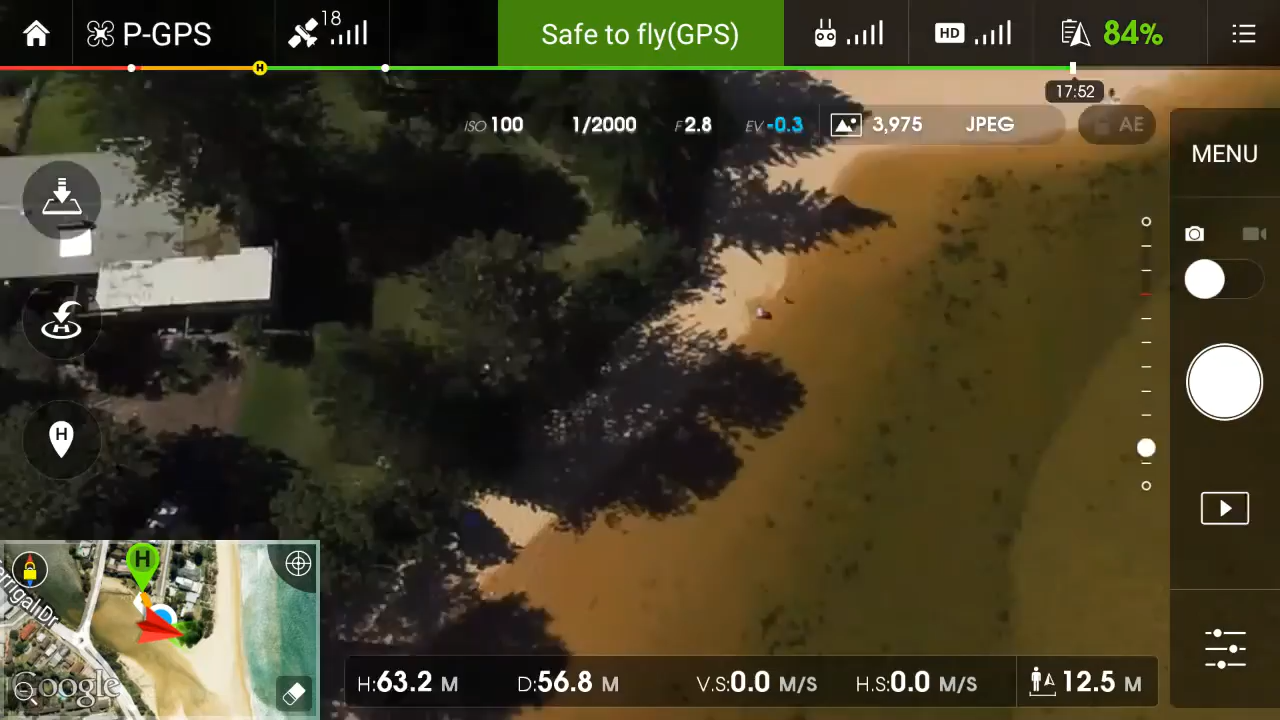 P-GPS
18
Safe to fly(GPS)
HD
84%
H
17:52
ISO 100
1/2000
F 2.8
EV -0.3
3,975
JPEG
AE
MENU
H
H
H
Google
H:63.2 M
D:56.8 M
V.S:0.0 M/S
H.S:0.0 M/S
12.5 M